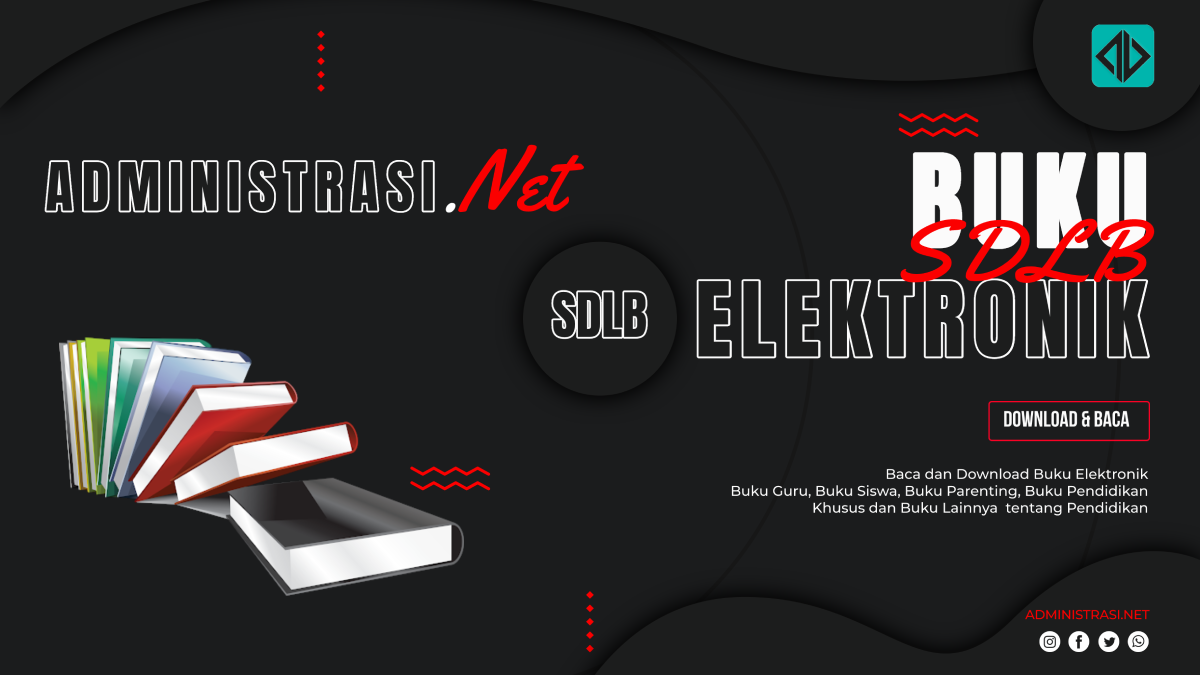 ADMINISTRASI.Net
BUKU
SDLB
ELEKTRONIK
SDLB
DOWNLOAD & BACA
Baca dan Download Buku Elektronik
Buku Guru, Buku Siswa, Buku Parenting, Buku Pendidikan
Khusus dan Buku Lainnya tentang Pendidikan
ADMINISTRASI.NET